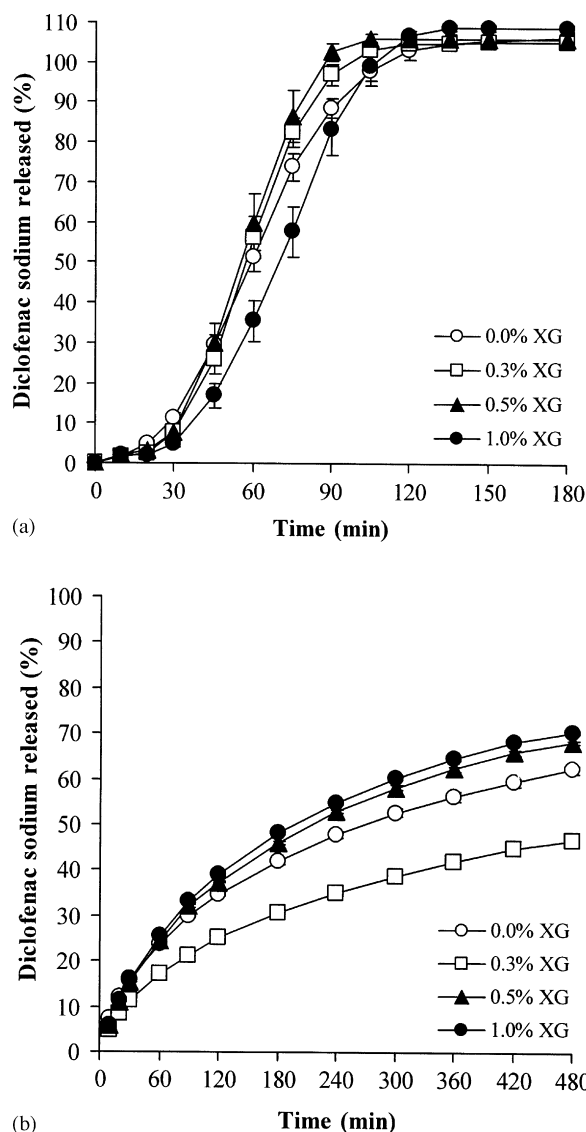 110
100
90
80
70
60
50
40
30
20
10
0
Diclofenac sodium released (%)
0.0% XG
0.3% XG
0.5% XG
1.0% XG
0 30 60 90 120 150 180
Time (min)
(a)
100
90
80
70
60
50
40
30
20
10
0
Diclofenac sodium released (%)
0.0% XG
0.3% XG
0.5% XG
1.0% XG
0 60 120 180 240 300 360 420 480
Time (min)
(b)